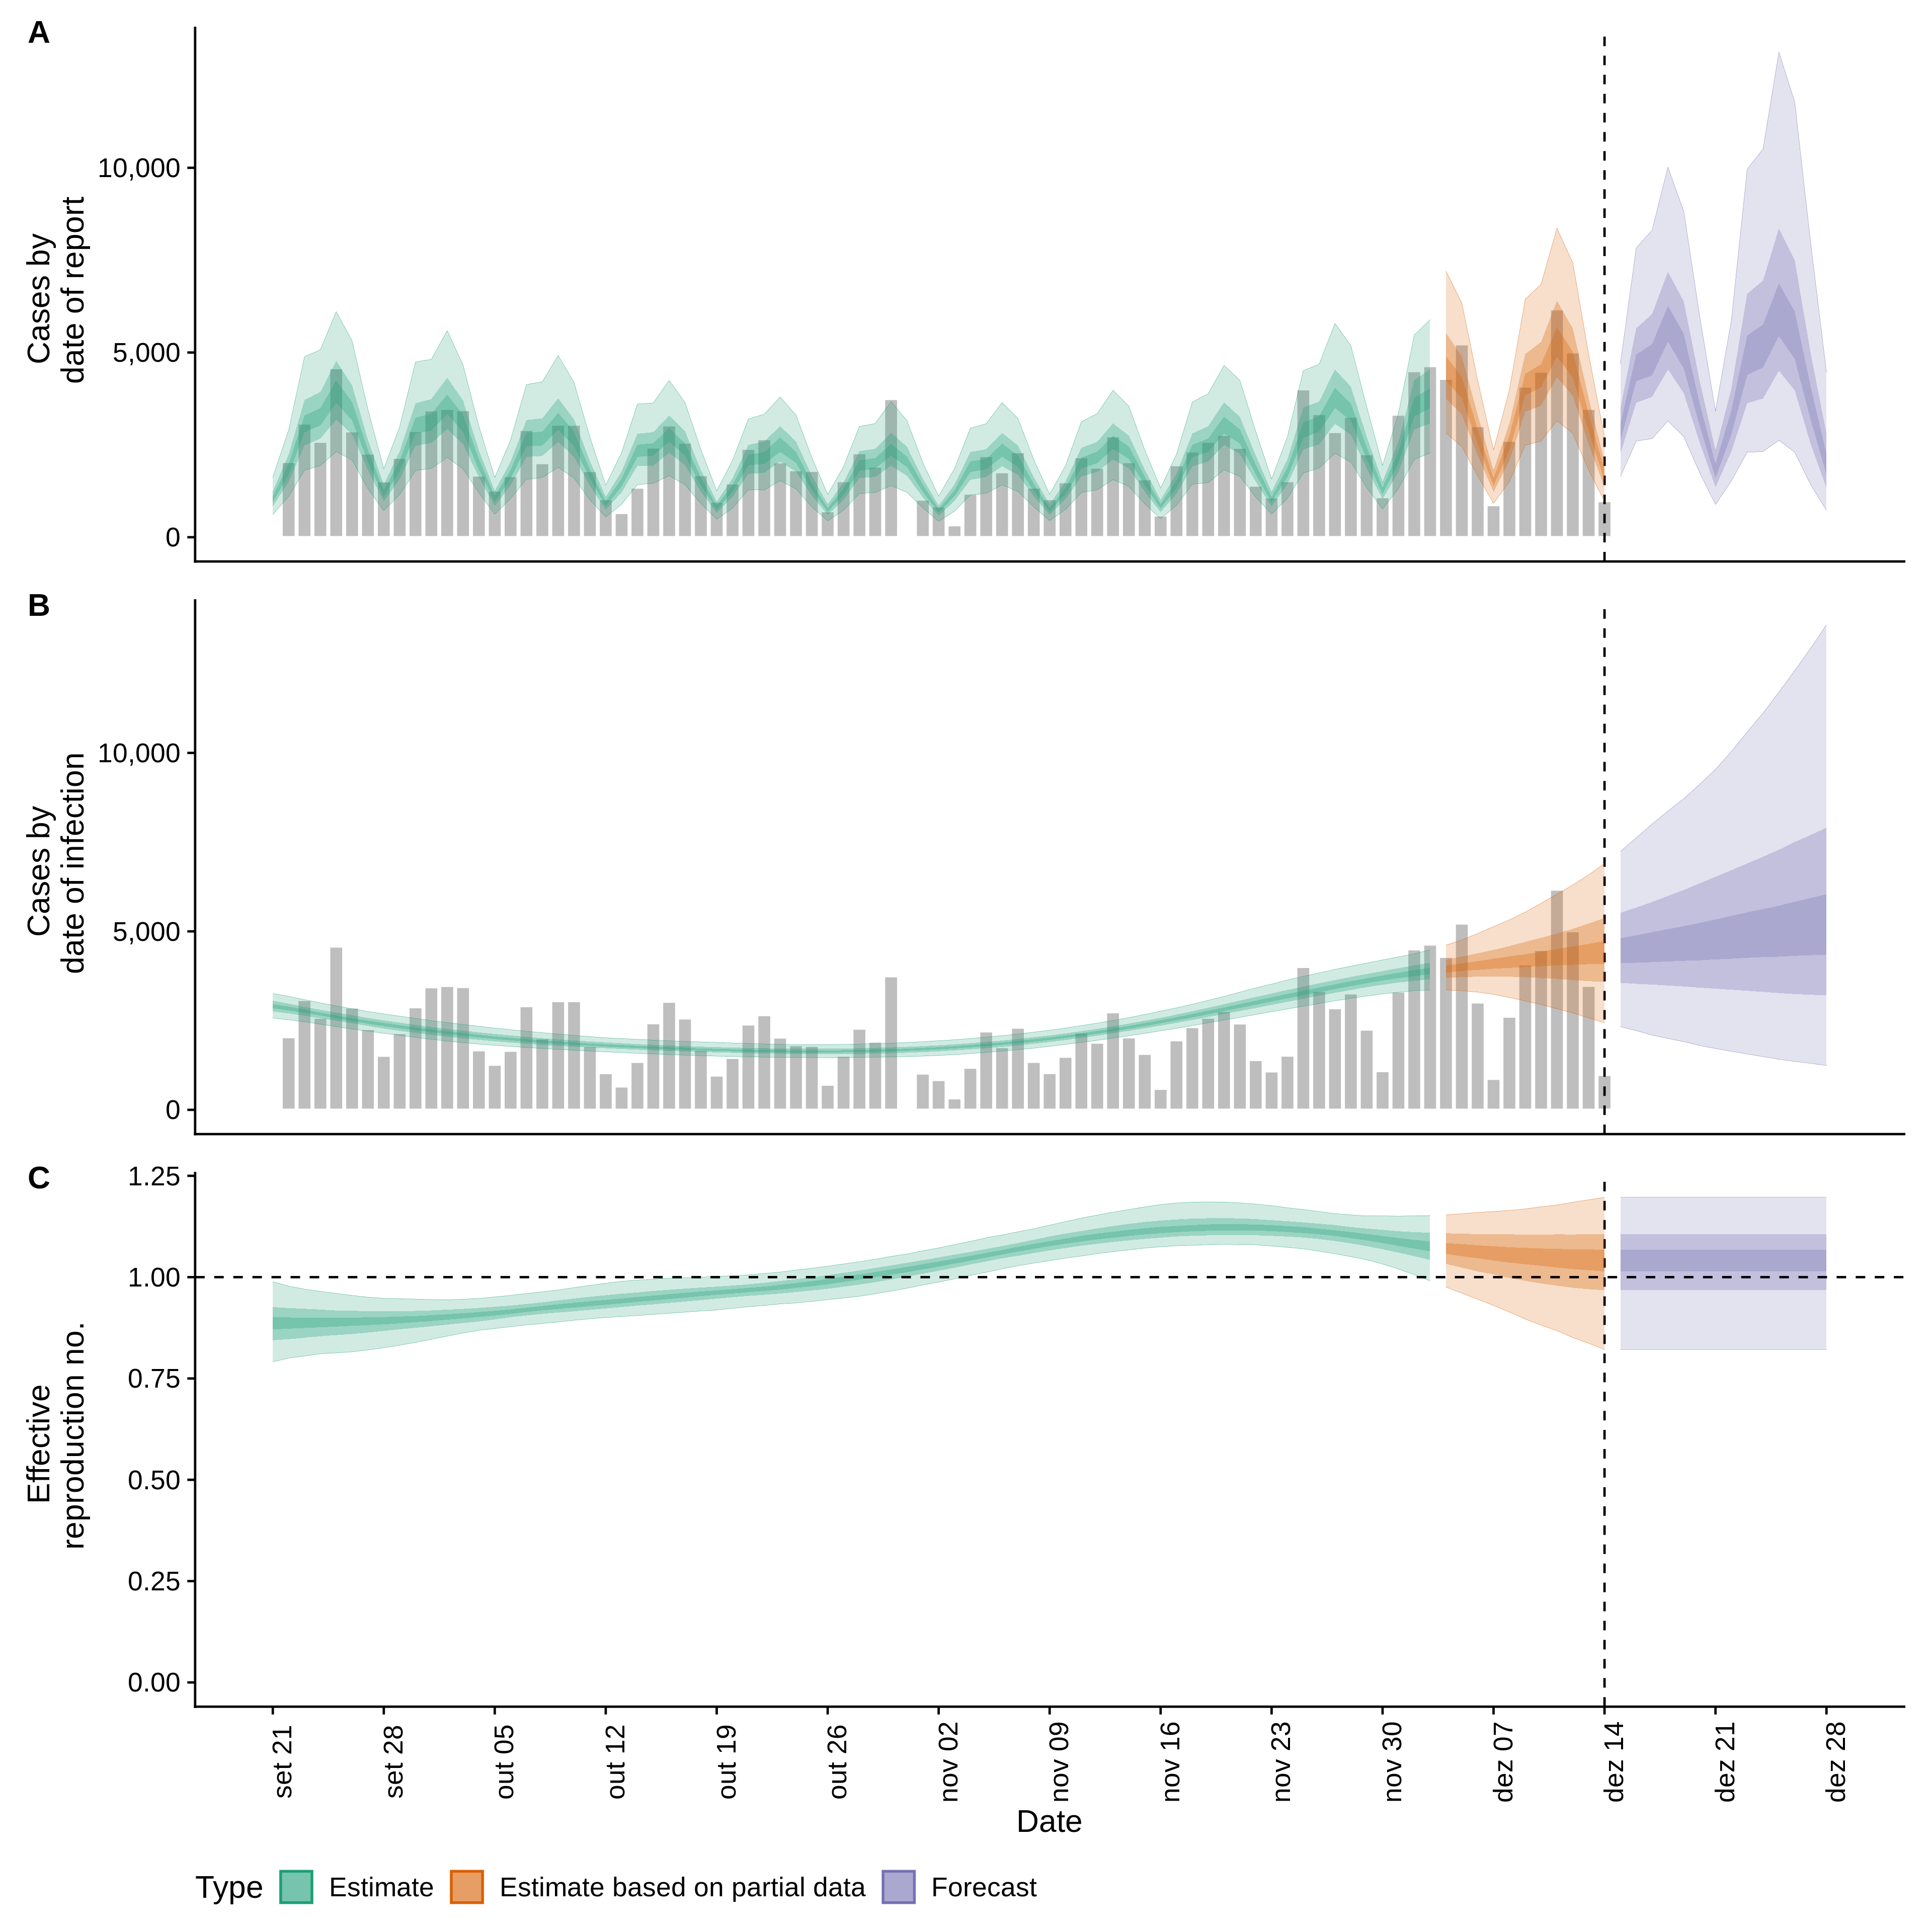 A
10,000
5,000
0
Cases by
date of report
B
10,000
5,000
0
Cases by
date of infection
C
1.25
1.00
0.75
0.50
0.25
0.00
Effective
reproduction no.
set 21
set 28
out 05
out 12
out 19
out 26
nov 02
nov 09
nov 16
nov 23
nov 30
dez 07
dez 14
dez 21
dez 28
Date
Type Estimate Estimate based on partial data Forecast